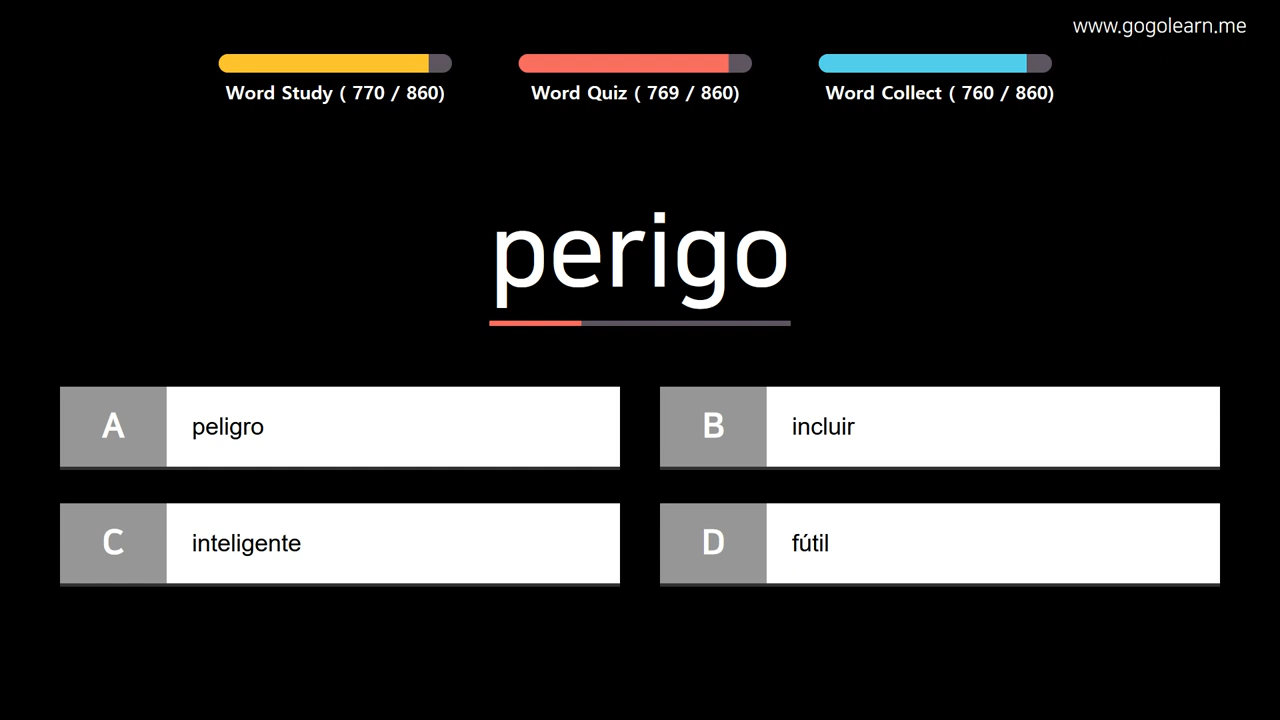 www.gogolearn.me
Word Study ( 770 / 860)
Word Quiz ( 769 / 860)
Word Collect ( 760 / 860)
perigo
A peligro
B incluir
C inteligente
D fútil